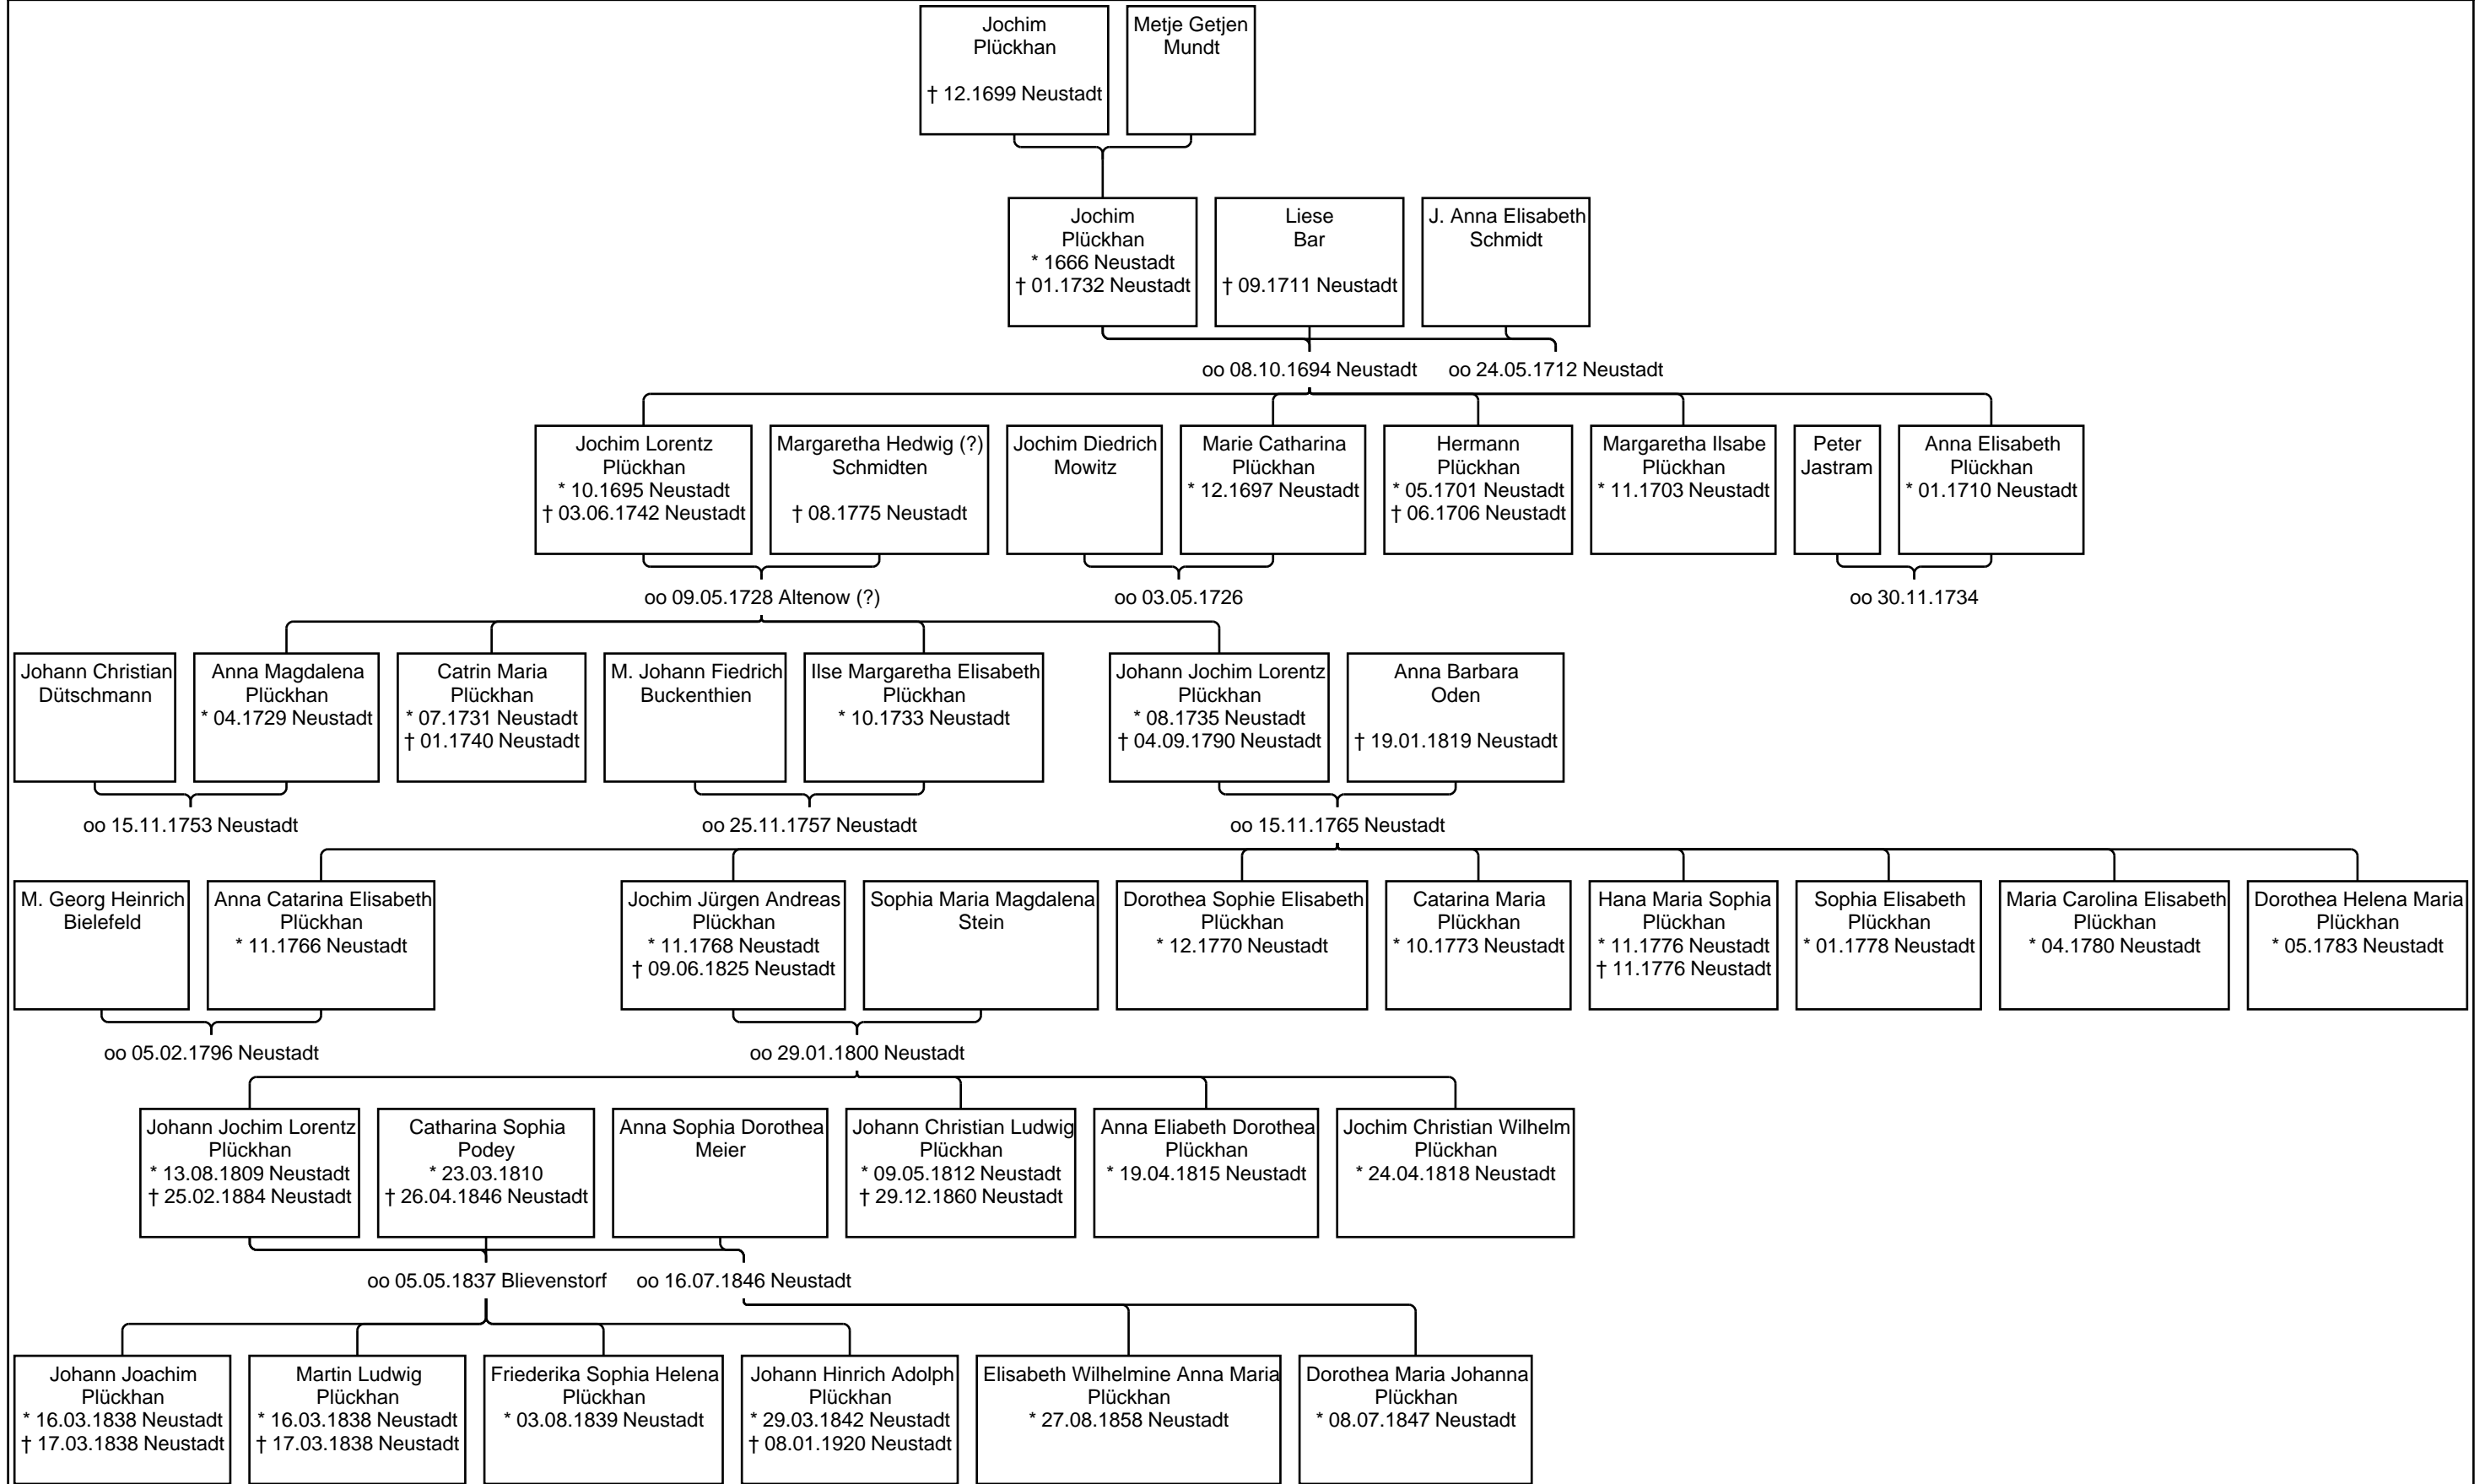 Jochim
Plückhan
† 12.1699 Neustadt
Metje Getjen
Mundt
Jochim
Plückhan
* 1666 Neustadt
† 01.1732 Neustadt
Liese
Bar
† 09.1711 Neustadt
J. Anna Elisabeth
Schmidt
oo 08.10.1694 Neustadt
oo 24.05.1712 Neustadt
Jochim Lorentz
Plückhan
* 10.1695 Neustadt
† 03.06.1742 Neustadt
Margaretha Hedwig (?)
Schmidten
† 08.1775 Neustadt
Jochim Diedrich
Mowitz
Marie Catharina
Plückhan
* 12.1697 Neustadt
Hermann
Plückhan
* 05.1701 Neustadt
† 06.1706 Neustadt
Margaretha Ilsabe
Plückhan
* 11.1703 Neustadt
Peter
Jastram
Anna Elisabeth
Plückhan
* 01.1710 Neustadt
oo 09.05.1728 Altenow (?)
oo 03.05.1726
oo 30.11.1734
Johann Christian
Dütschmann
Anna Magdalena
Plückhan
* 04.1729 Neustadt
Catrin Maria
Plückhan
* 07.1731 Neustadt
† 01.1740 Neustadt
M. Johann Fiedrich
Buckenthien
Ilse Margaretha Elisabeth
Plückhan
* 10.1733 Neustadt
Johann Jochim Lorentz
Plückhan
* 08.1735 Neustadt
† 04.09.1790 Neustadt
Anna Barbara
Oden
† 19.01.1819 Neustadt
oo 15.11.1753 Neustadt
oo 25.11.1757 Neustadt
oo 15.11.1765 Neustadt
M. Georg Heinrich
Bielefeld
Anna Catarina Elisabeth
Plückhan
* 11.1766 Neustadt
Jochim Jürgen Andreas
Plückhan
* 11.1768 Neustadt
† 09.06.1825 Neustadt
Sophia Maria Magdalena
Stein
Dorothea Sophie Elisabeth
Plückhan
* 12.1770 Neustadt
Catarina Maria
Plückhan
* 10.1773 Neustadt
Hana Maria Sophia
Plückhan
* 11.1776 Neustadt
† 11.1776 Neustadt
Sophia Elisabeth
Plückhan
* 01.1778 Neustadt
Maria Carolina Elisabeth
Plückhan
* 04.1780 Neustadt
Dorothea Helena Maria
Plückhan
* 05.1783 Neustadt
oo 05.02.1796 Neustadt
oo 29.01.1800 Neustadt
Johann Jochim Lorentz
Plückhan
* 13.08.1809 Neustadt
† 25.02.1884 Neustadt
Catharina Sophia
Podey
* 23.03.1810
† 26.04.1846 Neustadt
Anna Sophia Dorothea
Meier
Johann Christian Ludwig
Plückhan
* 09.05.1812 Neustadt
† 29.12.1860 Neustadt
Anna Eliabeth Dorothea
Plückhan
* 19.04.1815 Neustadt
Jochim Christian Wilhelm
Plückhan
* 24.04.1818 Neustadt
oo 05.05.1837 Blievenstorf
oo 16.07.1846 Neustadt
Johann Joachim
Plückhan
* 16.03.1838 Neustadt
† 17.03.1838 Neustadt
Martin Ludwig
Plückhan
* 16.03.1838 Neustadt
† 17.03.1838 Neustadt
Friederika Sophia Helena
Plückhan
* 03.08.1839 Neustadt
Johann Hinrich Adolph
Plückhan
* 29.03.1842 Neustadt
† 08.01.1920 Neustadt
Elisabeth Wilhelmine Anna Maria
Plückhan
* 27.08.1858 Neustadt
Dorothea Maria Johanna
Plückhan
* 08.07.1847 Neustadt